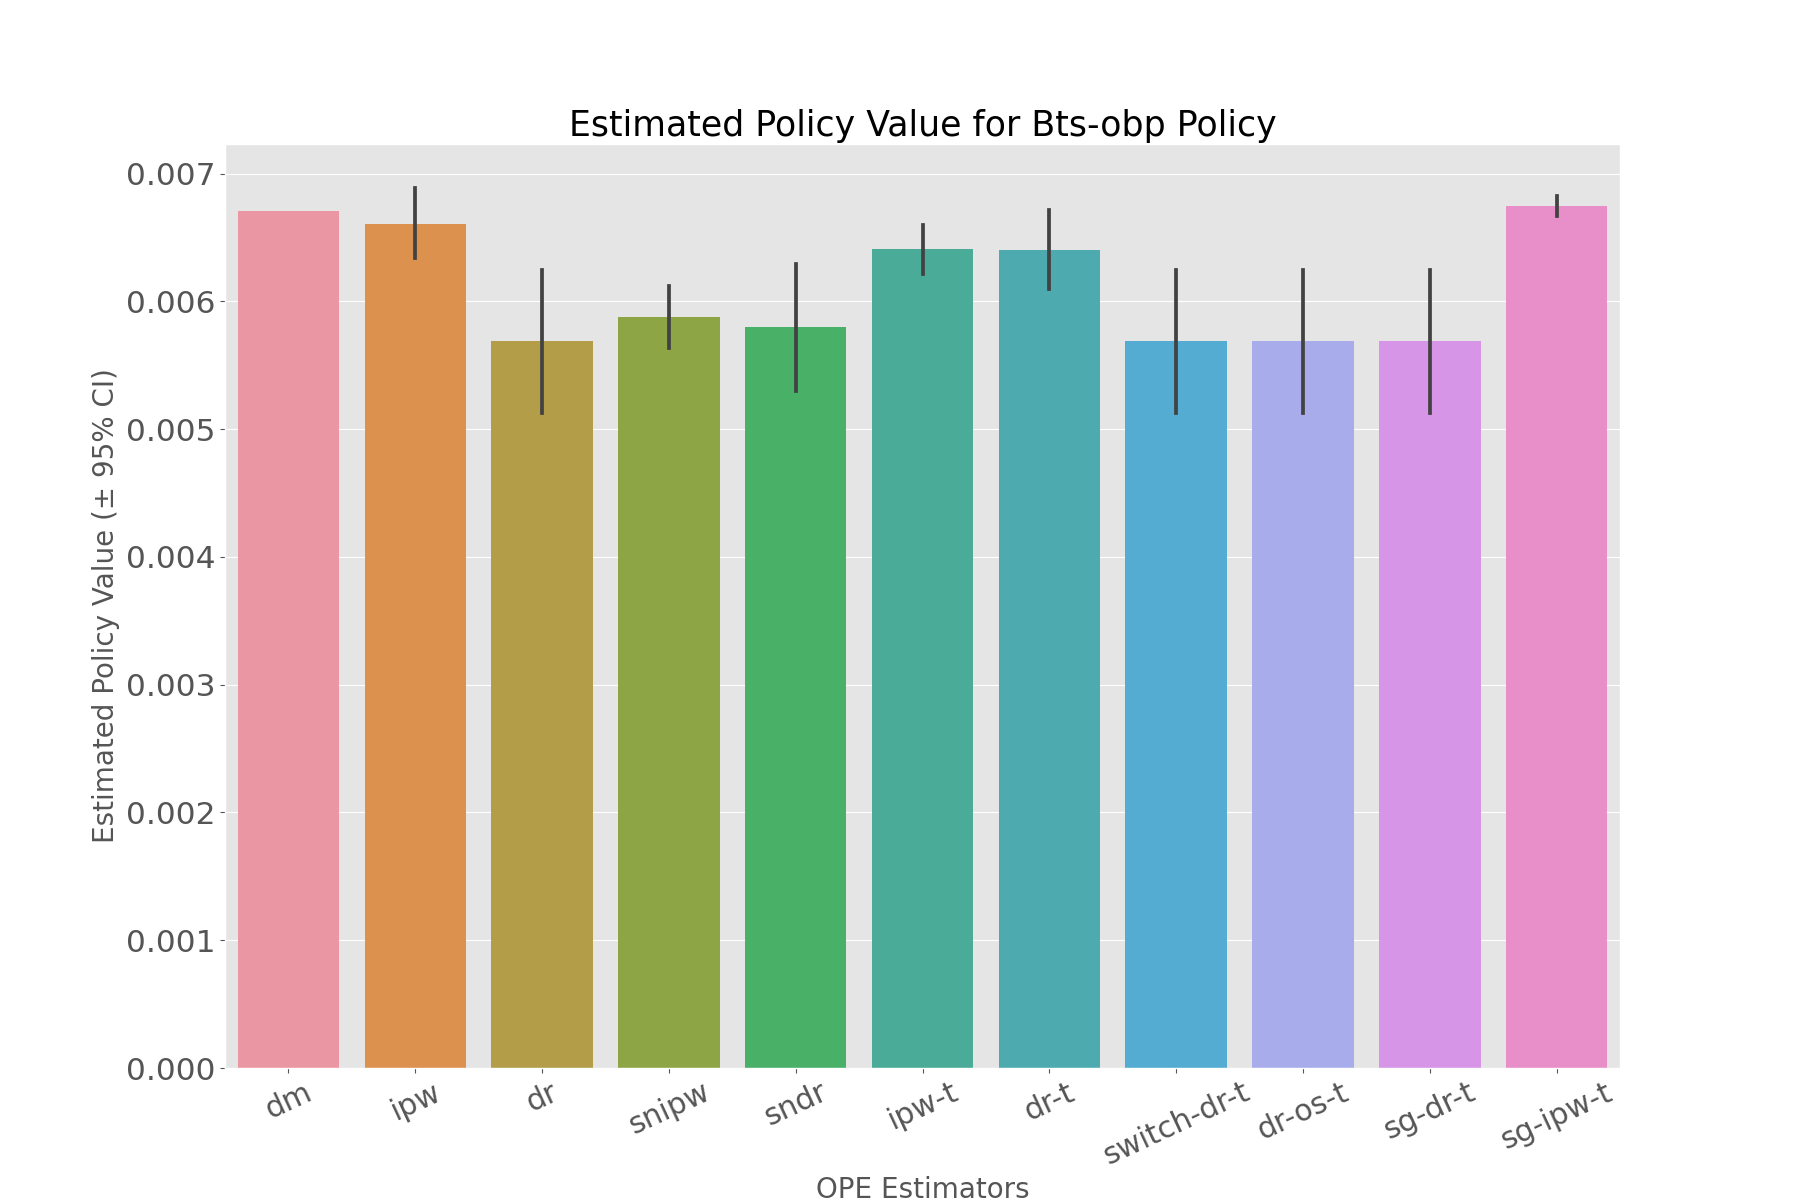 Estimated Policy Value for Bts-obp Policy
Estimated Policy Value (± 95% CI)
0.007
0.006
0.005
0.004
0.003
0.002
0.001
0.000
dm
ipw
dr
snipw
sndr
ipw-t
dr-t
switch-dr-t
dr-os-t
sg-dr-t
sg-ipw-t
OPE Estimators